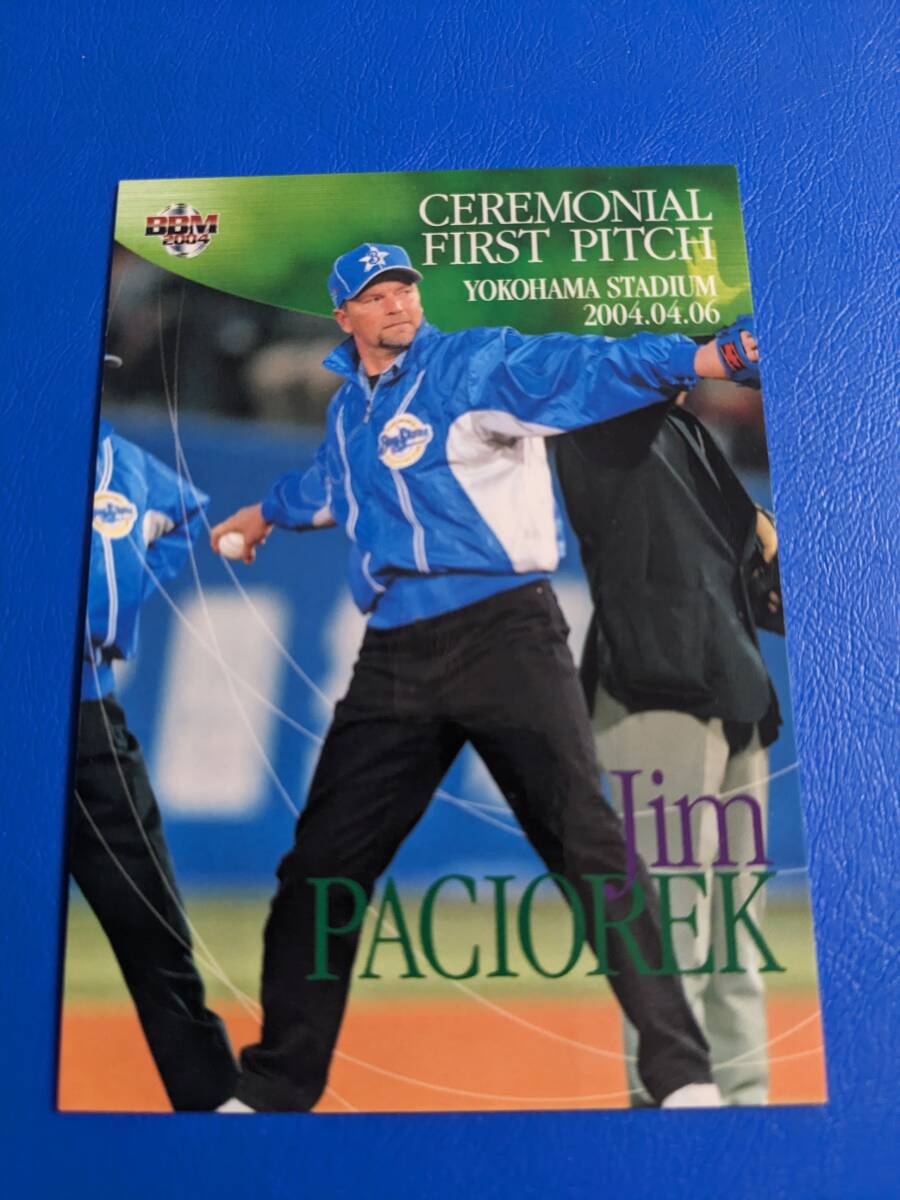 BBM
2004
CEREMONIAL
FIRST PITCH
YOKOHAMA STADIUM
2004.04.06
Jim
PACIOREK